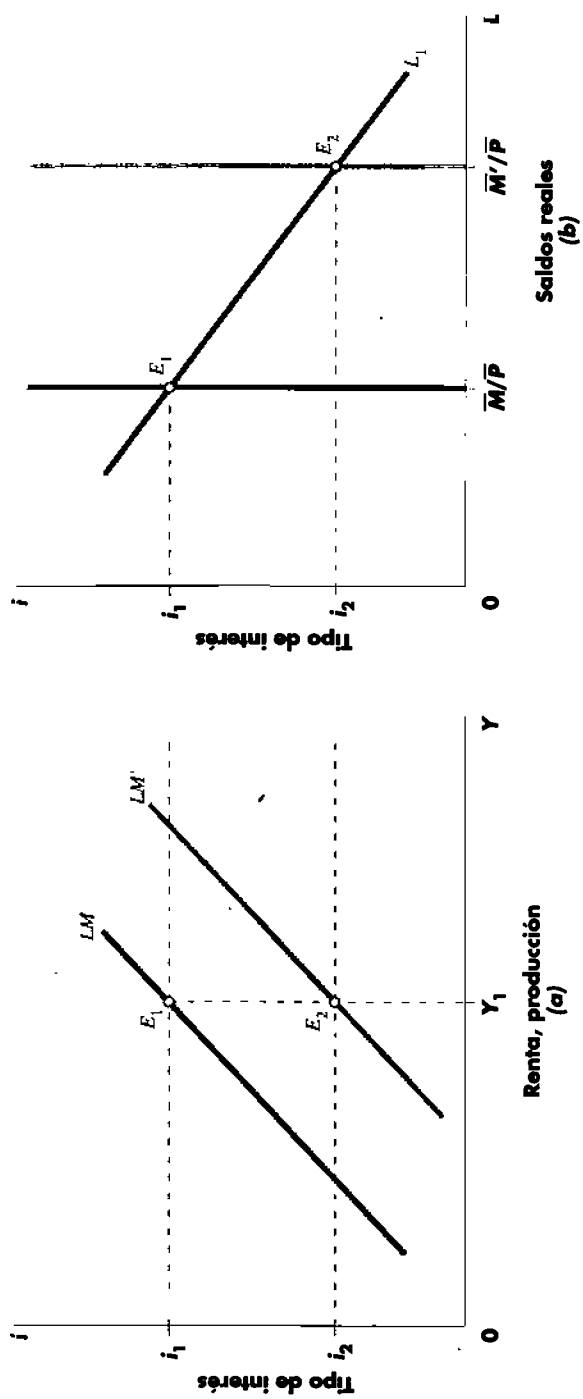 i
Tipo de interés
i₁
i₂
LM
LM'
E₁
E₂
0
Y₁
Y
Renta, producción
(a)
i
Tipo de interés
i₁
i₂
E₁
E₂
L₁
0
M̅/P̅
M̅'/P̅
L
Saldos reales
(b)